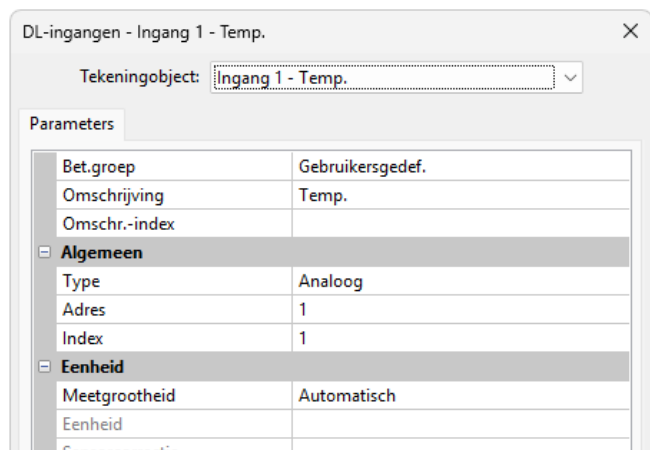 DL-ingangen - Ingang 1 - Temp.
Tekeningobject: Ingang 1 - Temp.
Parameters
Bet.groep Gebruikersgedef.
Omschrijving Temp.
Omschr.-index
Algemeen
Type Analoog
Adres 1
Index 1
Eenheid
Meetgrootheid Automatisch
Eenheid